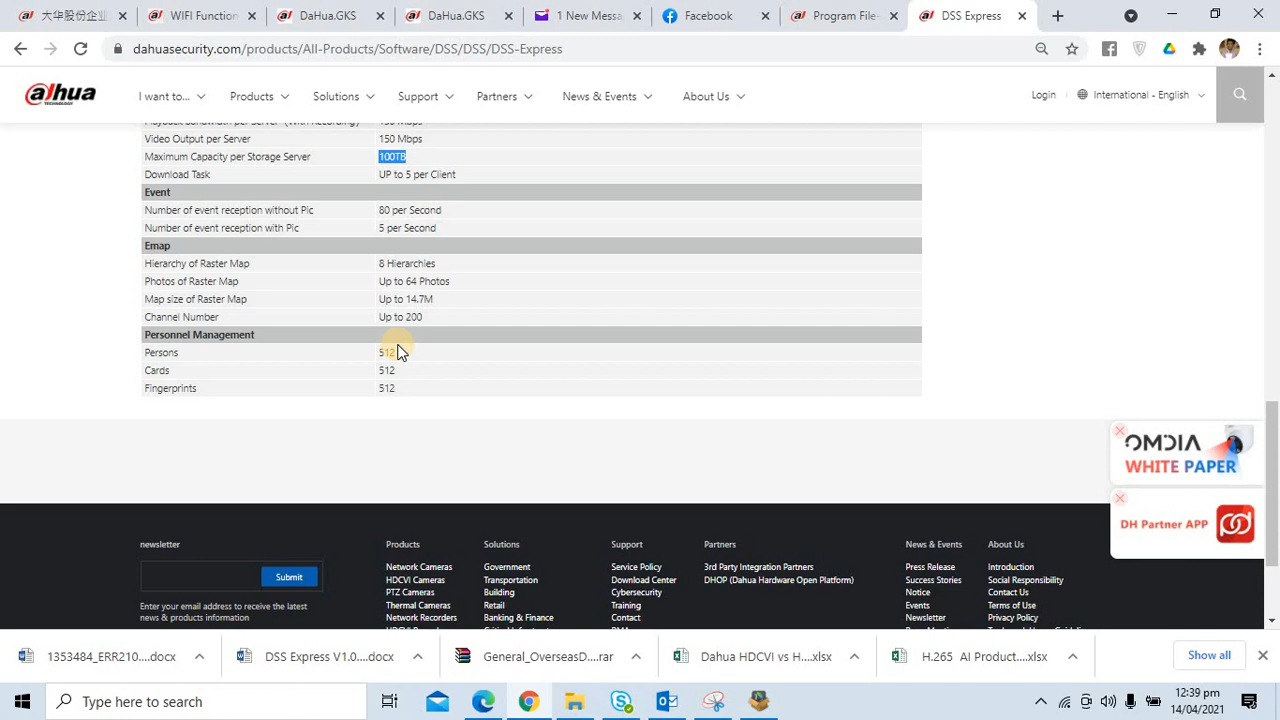 大华股份企业
WIFI Function
DaHua.GKS
DaHua.GKS
1 New Messa
Facebook
Program File
DSS Express
dahuasecurity.com/products/All-Products/Software/DSS/DSS/DSS-Express
alhua
TECHNOLOGY
I want to...
Products
Solutions
Support
Partners
News & Events
About Us
Login
International - English
Playback Bandwidth per Server (With Recording)
150 Mbps
Video Output per Server
150 Mbps
Maximum Capacity per Storage Server
100TB
Download Task
UP to 5 per Client
Event
Number of event reception without Pic
80 per Second
Number of event reception with Pic
5 per Second
Emap
Hierarchy of Raster Map
8 Hierarchies
Photos of Raster Map
Up to 64 Photos
Map size of Raster Map
Up to 14.7M
Channel Number
Up to 200
Personnel Management
Persons
512
Cards
512
Fingerprints
512
OMDIA
WHITE PAPER
DH Partner APP
newsletter
Submit
Enter your email address to receive the latest
news & products information
Products
Network Cameras
HDCVI Cameras
PTZ Cameras
Thermal Cameras
Network Recorders
Solutions
Government
Transportation
Building
Retail
Banking & Finance
Support
Service Policy
Download Center
Cybersecurity
Training
Contact
Partners
3rd Party Integration Partners
DHOP (Dahua Hardware Open Platform)
News & Events
Press Release
Success Stories
Notice
Events
Newsletter
About Us
Introduction
Social Responsibility
Contact Us
Terms of Use
Privacy Policy
1353484_ERR210....docx
DSS Express V1.0....docx
General_OverseasD....rar
Dahua HDCVI vs H....xlsx
H.265 AI Product....xlsx
Show all
Type here to search
12:39 pm
14/04/2021